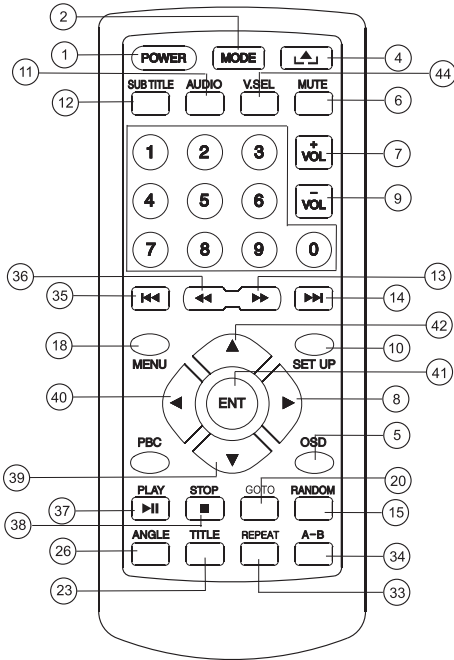 2
1 POWER MODE 4
11 44
SUB TITLE AUDIO V.SEL MUTE
12 6
1 2 3 + VOL 7
4 5 6 − VOL 9
7 8 9 0
36 13
35 14
18 42
MENU SET UP 10
40 ENT 41
8
PBC OSD 5
39
PLAY STOP GOTO RANDOM 20
37 38 15
ANGLE TITLE REPEAT A-B
26 34
23 33